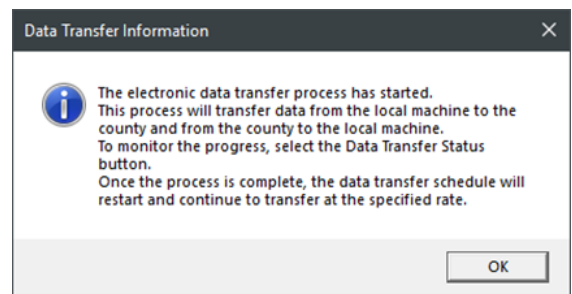 Data Transfer Information
The electronic data transfer process has started.
This process will transfer data from the local machine to the
county and from the county to the local machine.
To monitor the progress, select the Data Transfer Status
button.
Once the process is complete, the data transfer schedule will
restart and continue to transfer at the specified rate.
OK